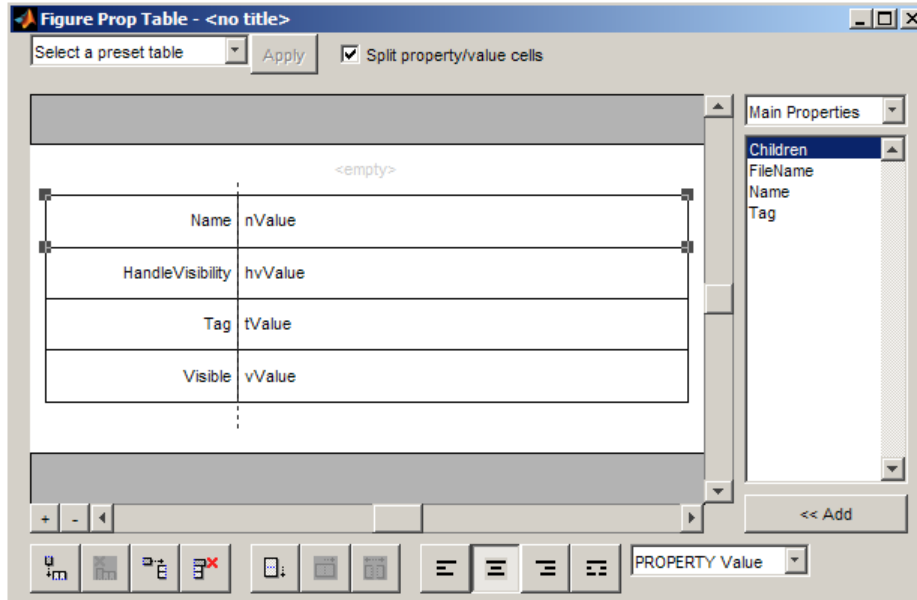 Figure Prop Table - <no title>
Select a preset table
Apply
Split property/value cells
Main Properties
Children
FileName
Name
Tag
<empty>
Name nValue
HandleVisibility hvValue
Tag tValue
Visible vValue
<< Add
+ -
PROPERTY Value